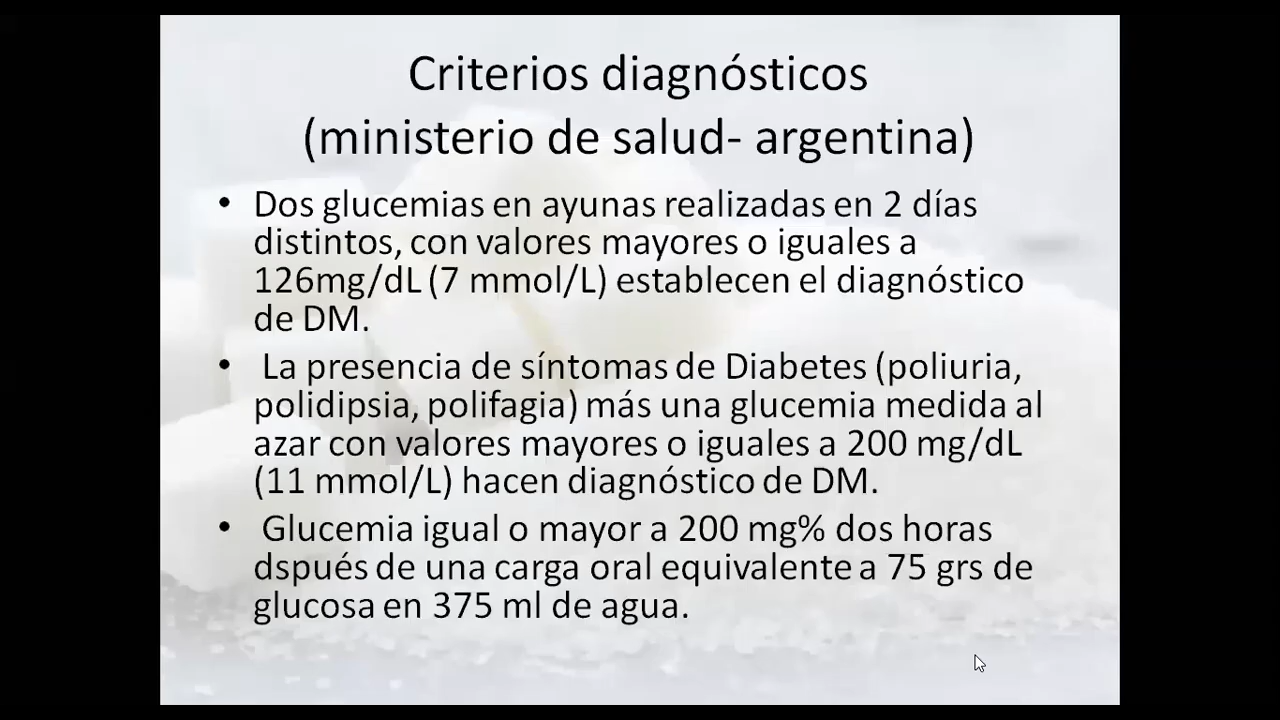 Criterios diagnósticos
(ministerio de salud- argentina)
• Dos glucemias en ayunas realizadas en 2 días
distintos, con valores mayores o iguales a
126mg/dL (7 mmol/L) establecen el diagnóstico
de DM.
• La presencia de síntomas de Diabetes (poliuria,
polidipsia, polifagia) más una glucemia medida al
azar con valores mayores o iguales a 200 mg/dL
(11 mmol/L) hacen diagnóstico de DM.
• Glucemia igual o mayor a 200 mg% dos horas
dspués de una carga oral equivalente a 75 grs de
glucosa en 375 ml de agua.